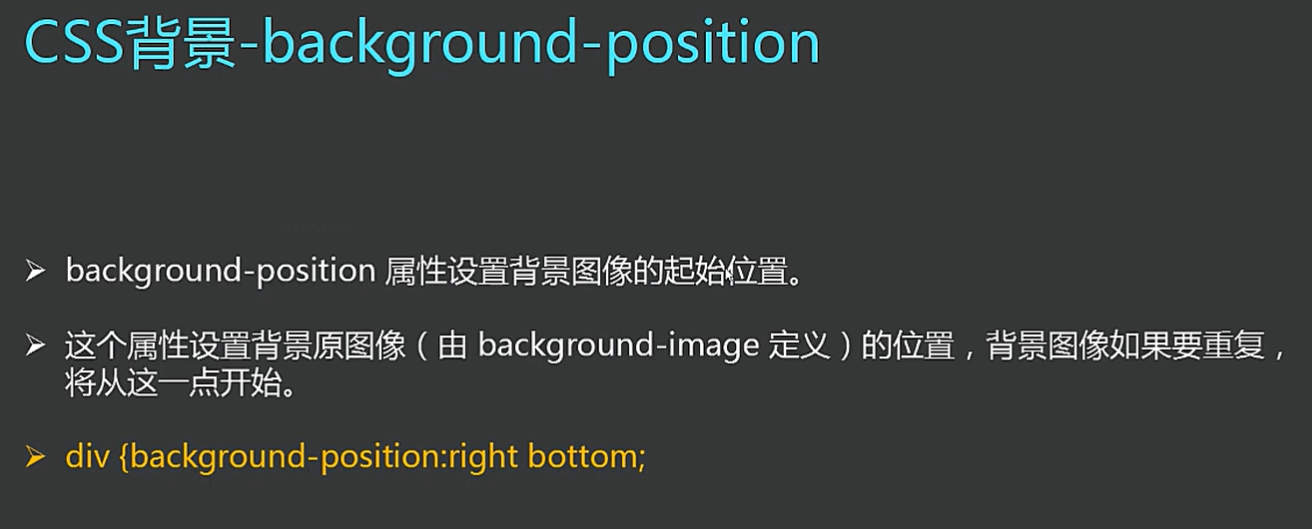 CSS背景-background-position
➢ background-position 属性设置背景图像的起始位置。
➢ 这个属性设置背景原图像（由 background-image 定义）的位置，背景图像如果要重复，
将从这一点开始。
➢ div {background-position:right bottom;